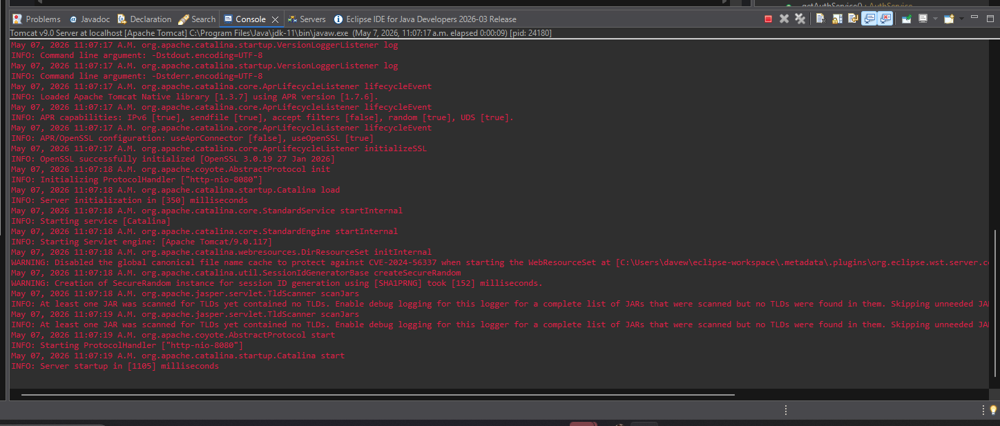 getAuthService() : AuthService
Problems Javadoc Declaration Search Console Servers Eclipse IDE for Java Developers 2026-03 Release
Tomcat v9.0 Server at localhost [Apache Tomcat] C:\Program Files\Java\jdk-11\bin\javaw.exe (May 7, 2026, 11:07:17 a.m. elapsed 0:00:09) [pid: 24180]
May 07, 2026 11:07:17 A.M. org.apache.catalina.startup.VersionLoggerListener log
INFO: Command line argument: -Dstdout.encoding=UTF-8
May 07, 2026 11:07:17 A.M. org.apache.catalina.startup.VersionLoggerListener log
INFO: Command line argument: -Dstderr.encoding=UTF-8
May 07, 2026 11:07:17 A.M. org.apache.catalina.core.AprLifecycleListener lifecycleEvent
INFO: Loaded Apache Tomcat Native library [1.3.7] using APR version [1.7.6].
May 07, 2026 11:07:17 A.M. org.apache.catalina.core.AprLifecycleListener lifecycleEvent
INFO: APR capabilities: IPv6 [true], sendfile [true], accept filters [false], random [true], UDS [true].
May 07, 2026 11:07:17 A.M. org.apache.catalina.core.AprLifecycleListener lifecycleEvent
INFO: APR/OpenSSL configuration: useAprConnector [false], useOpenSSL [true]
May 07, 2026 11:07:17 A.M. org.apache.catalina.core.AprLifecycleListener initializeSSL
INFO: OpenSSL successfully initialized [OpenSSL 3.0.19 27 Jan 2026]
May 07, 2026 11:07:18 A.M. org.apache.coyote.AbstractProtocol init
INFO: Initializing ProtocolHandler ["http-nio-8080"]
May 07, 2026 11:07:18 A.M. org.apache.catalina.startup.Catalina load
INFO: Server initialization in [350] milliseconds
May 07, 2026 11:07:18 A.M. org.apache.catalina.core.StandardService startInternal
INFO: Starting service [Catalina]
May 07, 2026 11:07:18 A.M. org.apache.catalina.core.StandardEngine startInternal
INFO: Starting Servlet engine: [Apache Tomcat/9.0.117]
May 07, 2026 11:07:18 A.M. org.apache.catalina.webresources.DirResourceSet initInternal
WARNING: Disabled the global canonical file name cache to protect against CVE-2024-56337 when starting the WebResourceSet at [C:\Users\davew\eclipse-workspace\.metadata\.plugins\org.eclipse.wst.server.c
May 07, 2026 11:07:18 A.M. org.apache.catalina.util.SessionIdGeneratorBase createSecureRandom
WARNING: Creation of SecureRandom instance for session ID generation using [SHA1PRNG] took [152] milliseconds.
May 07, 2026 11:07:18 A.M. org.apache.jasper.servlet.TldScanner scanJars
INFO: At least one JAR was scanned for TLDs yet contained no TLDs. Enable debug logging for this logger for a complete list of JARs that were scanned but no TLDs were found in them. Skipping unneeded JA
May 07, 2026 11:07:19 A.M. org.apache.jasper.servlet.TldScanner scanJars
INFO: At least one JAR was scanned for TLDs yet contained no TLDs. Enable debug logging for this logger for a complete list of JARs that were scanned but no TLDs were found in them. Skipping unneeded JA
May 07, 2026 11:07:19 A.M. org.apache.coyote.AbstractProtocol start
INFO: Starting ProtocolHandler ["http-nio-8080"]
May 07, 2026 11:07:19 A.M. org.apache.catalina.startup.Catalina start
INFO: Server startup in [1105] milliseconds